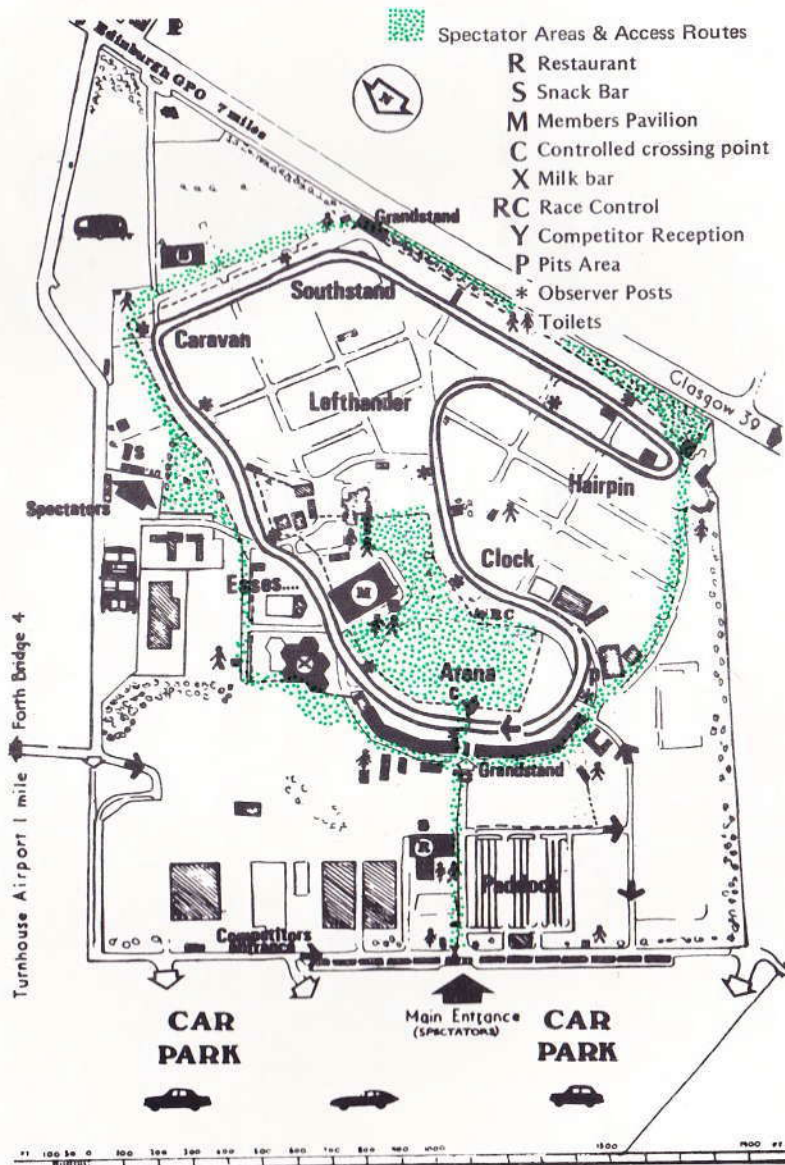 Spectator Areas & Access Routes
R Restaurant
S Snack Bar
M Members Pavilion
C Controlled crossing point
X Milk bar
RC Race Control
Y Competitor Reception
P Pits Area
* Observer Posts
Toilets
Edinburgh GPO 7 miles
N
Grandstand
Southstand
Caravan
Lefthander
Glasgow 39
S
Hairpin
Spectators
Clock
Esses....
M
RC
X
Arena
C
P
Turnhouse Airport 1 mile Forth Bridge 4
Grandstand
R
Paddock
Competitors
Entrance
Main Entrance
(SPECTATORS)
CAR
PARK
CAR
PARK